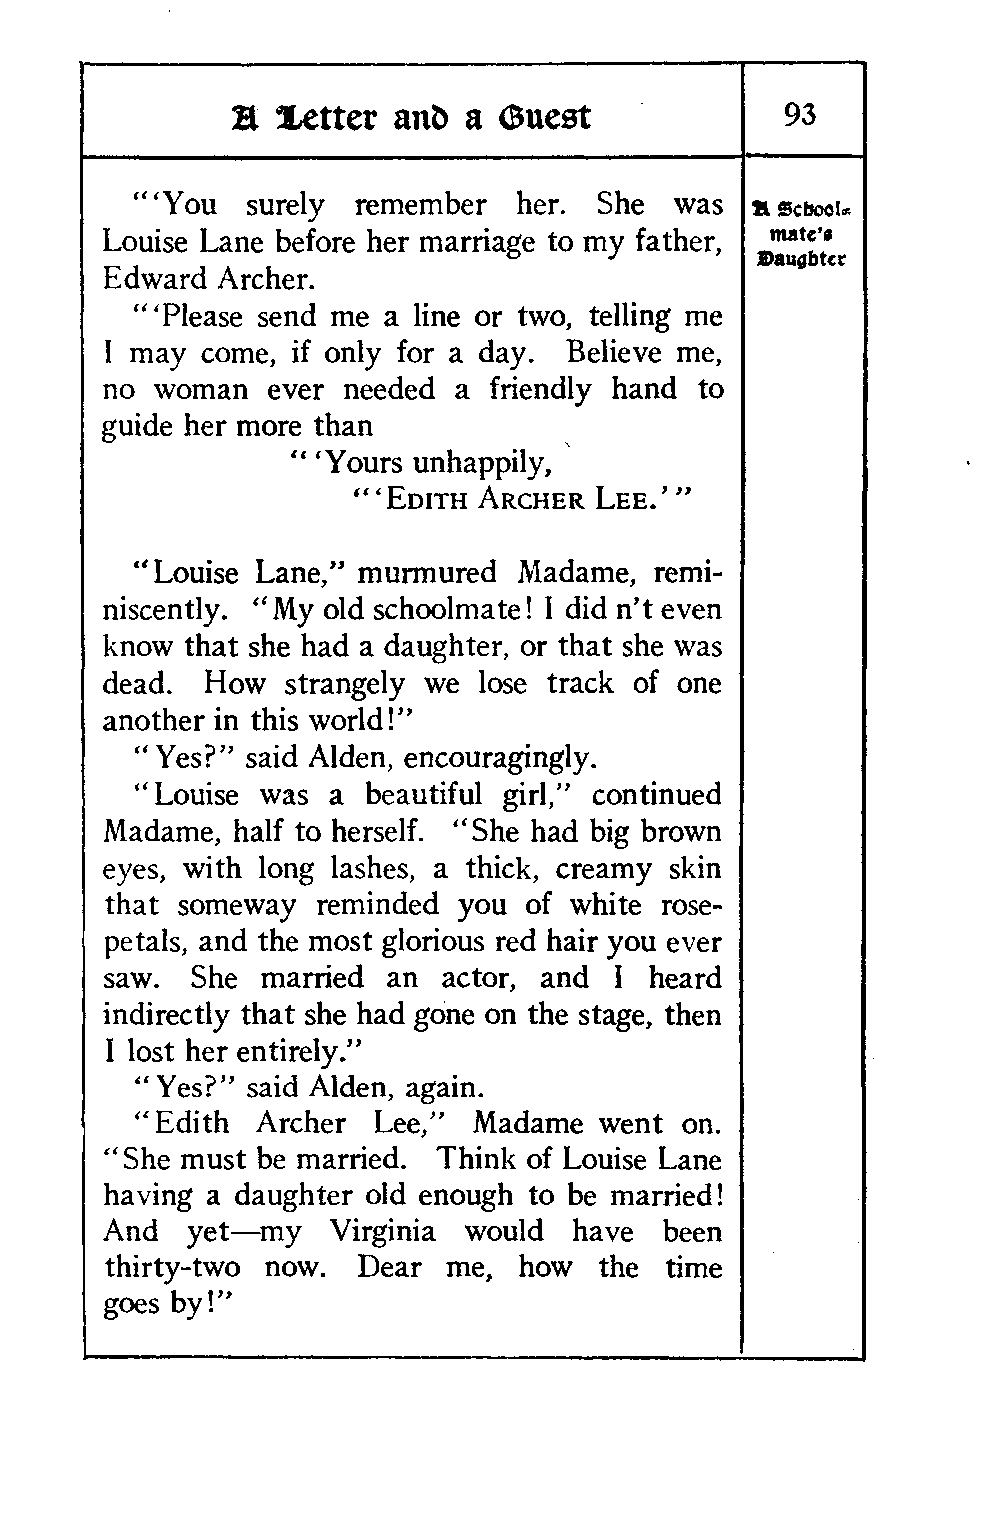 A Letter and a Guest
93
"'You surely remember her. She was
Louise Lane before her marriage to my father,
Edward Archer.
"'Please send me a line or two, telling me
I may come, if only for a day. Believe me,
no woman ever needed a friendly hand to
guide her more than
"'Yours unhappily,
"'EDITH ARCHER LEE.'"
"Louise Lane," murmured Madame, remi-
niscently. "My old schoolmate! I did n't even
know that she had a daughter, or that she was
dead. How strangely we lose track of one
another in this world!"
"Yes?" said Alden, encouragingly.
"Louise was a beautiful girl," continued
Madame, half to herself. "She had big brown
eyes, with long lashes, a thick, creamy skin
that someway reminded you of white rose-
petals, and the most glorious red hair you ever
saw. She married an actor, and I heard
indirectly that she had gone on the stage, then
I lost her entirely."
"Yes?" said Alden, again.
"Edith Archer Lee," Madame went on.
"She must be married. Think of Louise Lane
having a daughter old enough to be married!
And yet—my Virginia would have been
thirty-two now. Dear me, how the time
goes by!"
A School-
mate's
Daughter